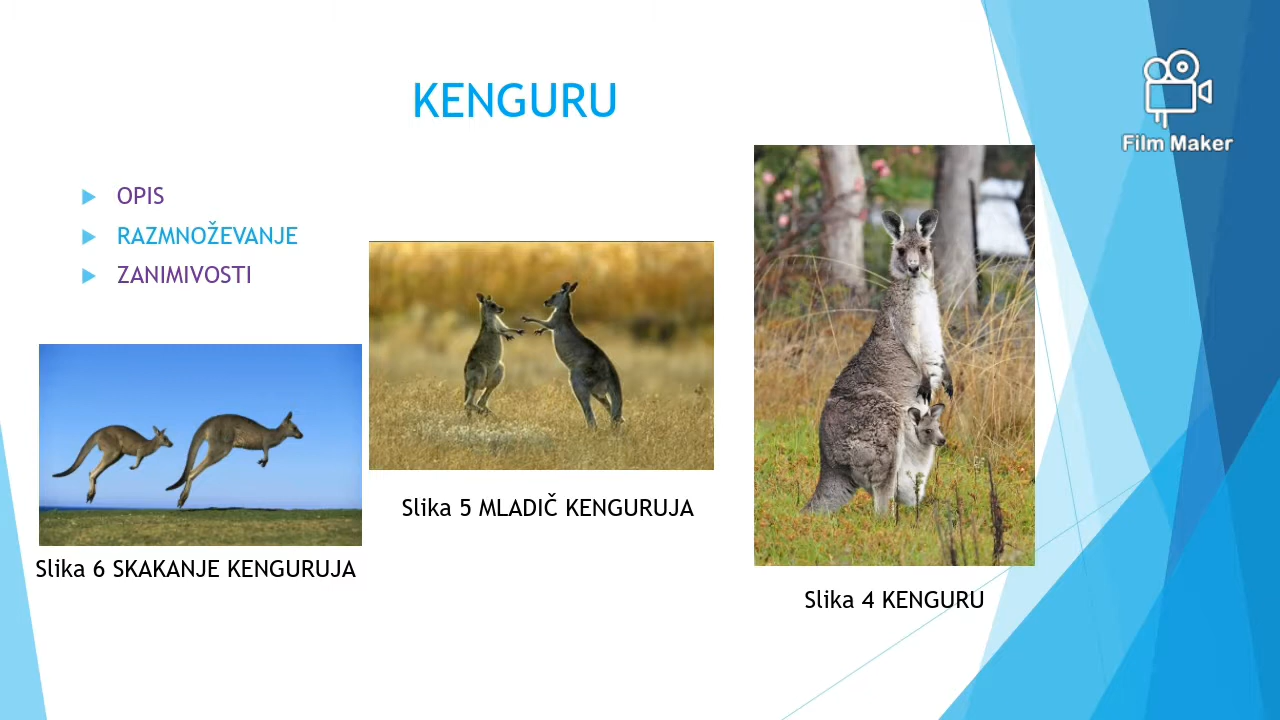 KENGURU
Film Maker
OPIS
RAZMNOŽEVANJE
ZANIMIVOSTI
Slika 6 SKAKANJE KENGURUJA
Slika 5 MLADIČ KENGURUJA
Slika 4 KENGURU